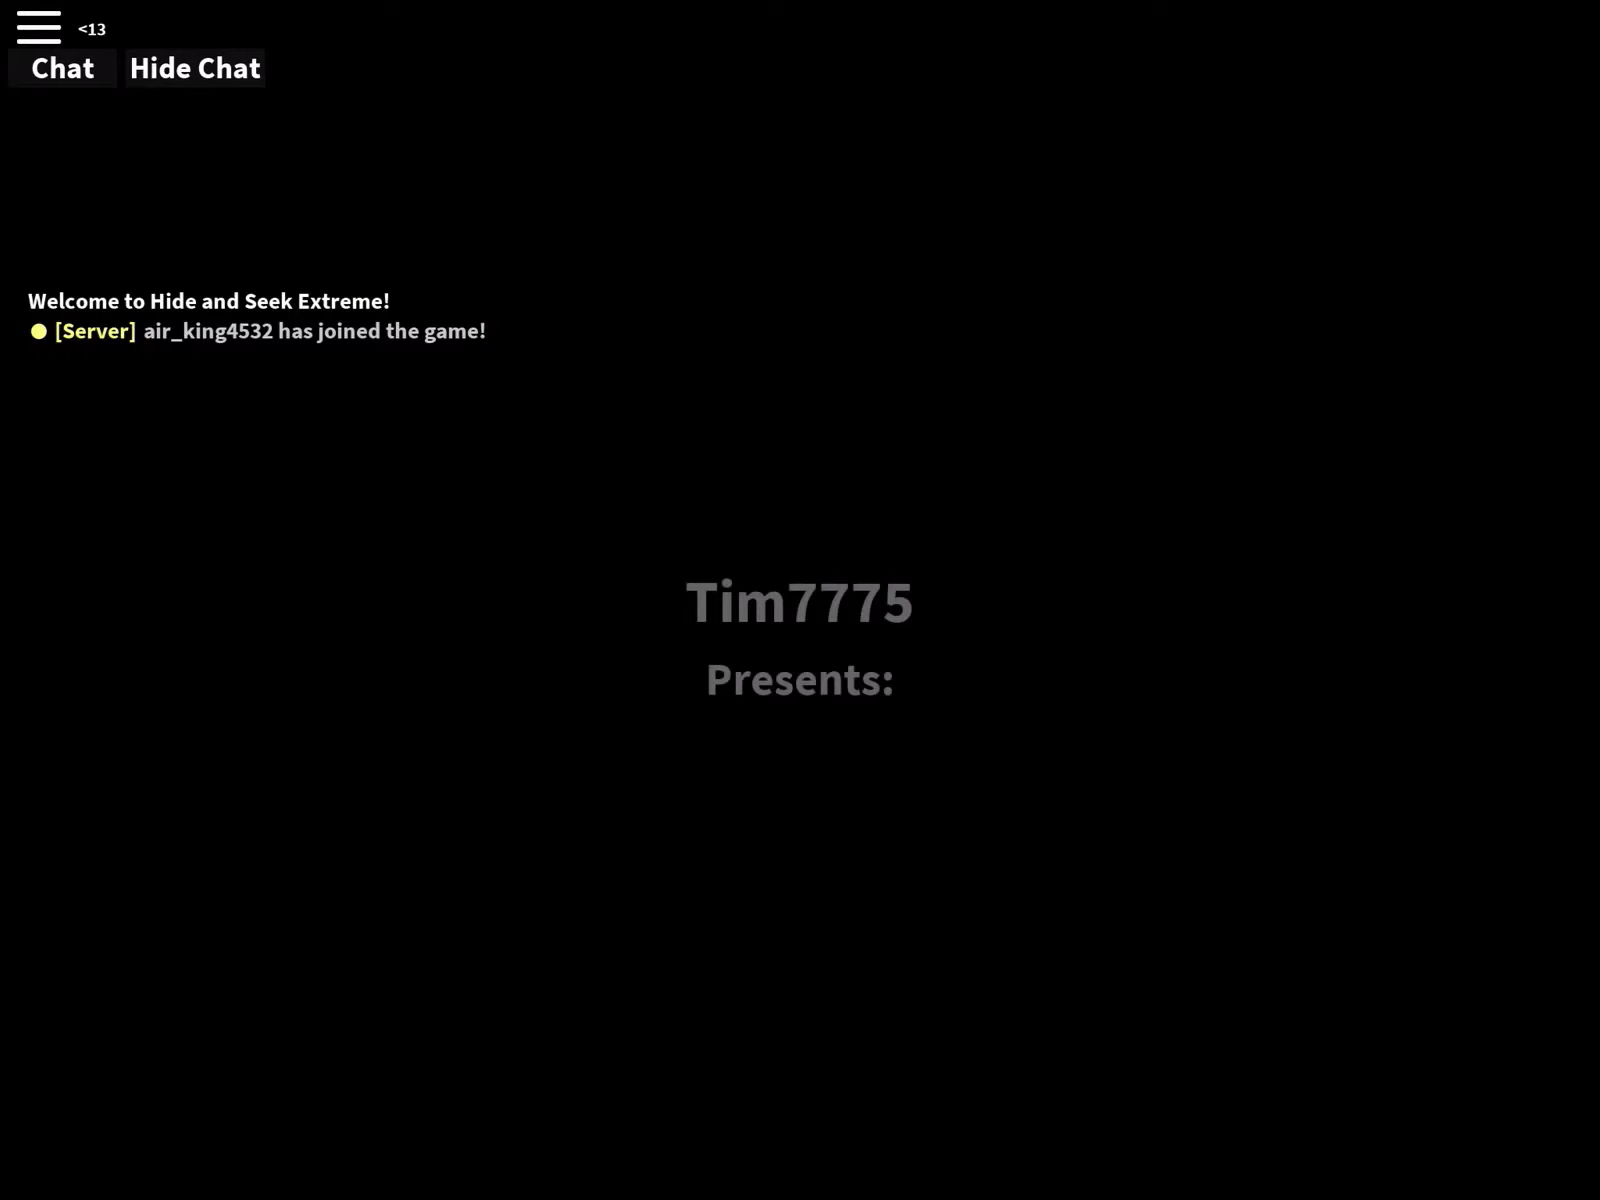 <13
Chat Hide Chat
Welcome to Hide and Seek Extreme!
[Server] air_king4532 has joined the game!
Tim7775
Presents: